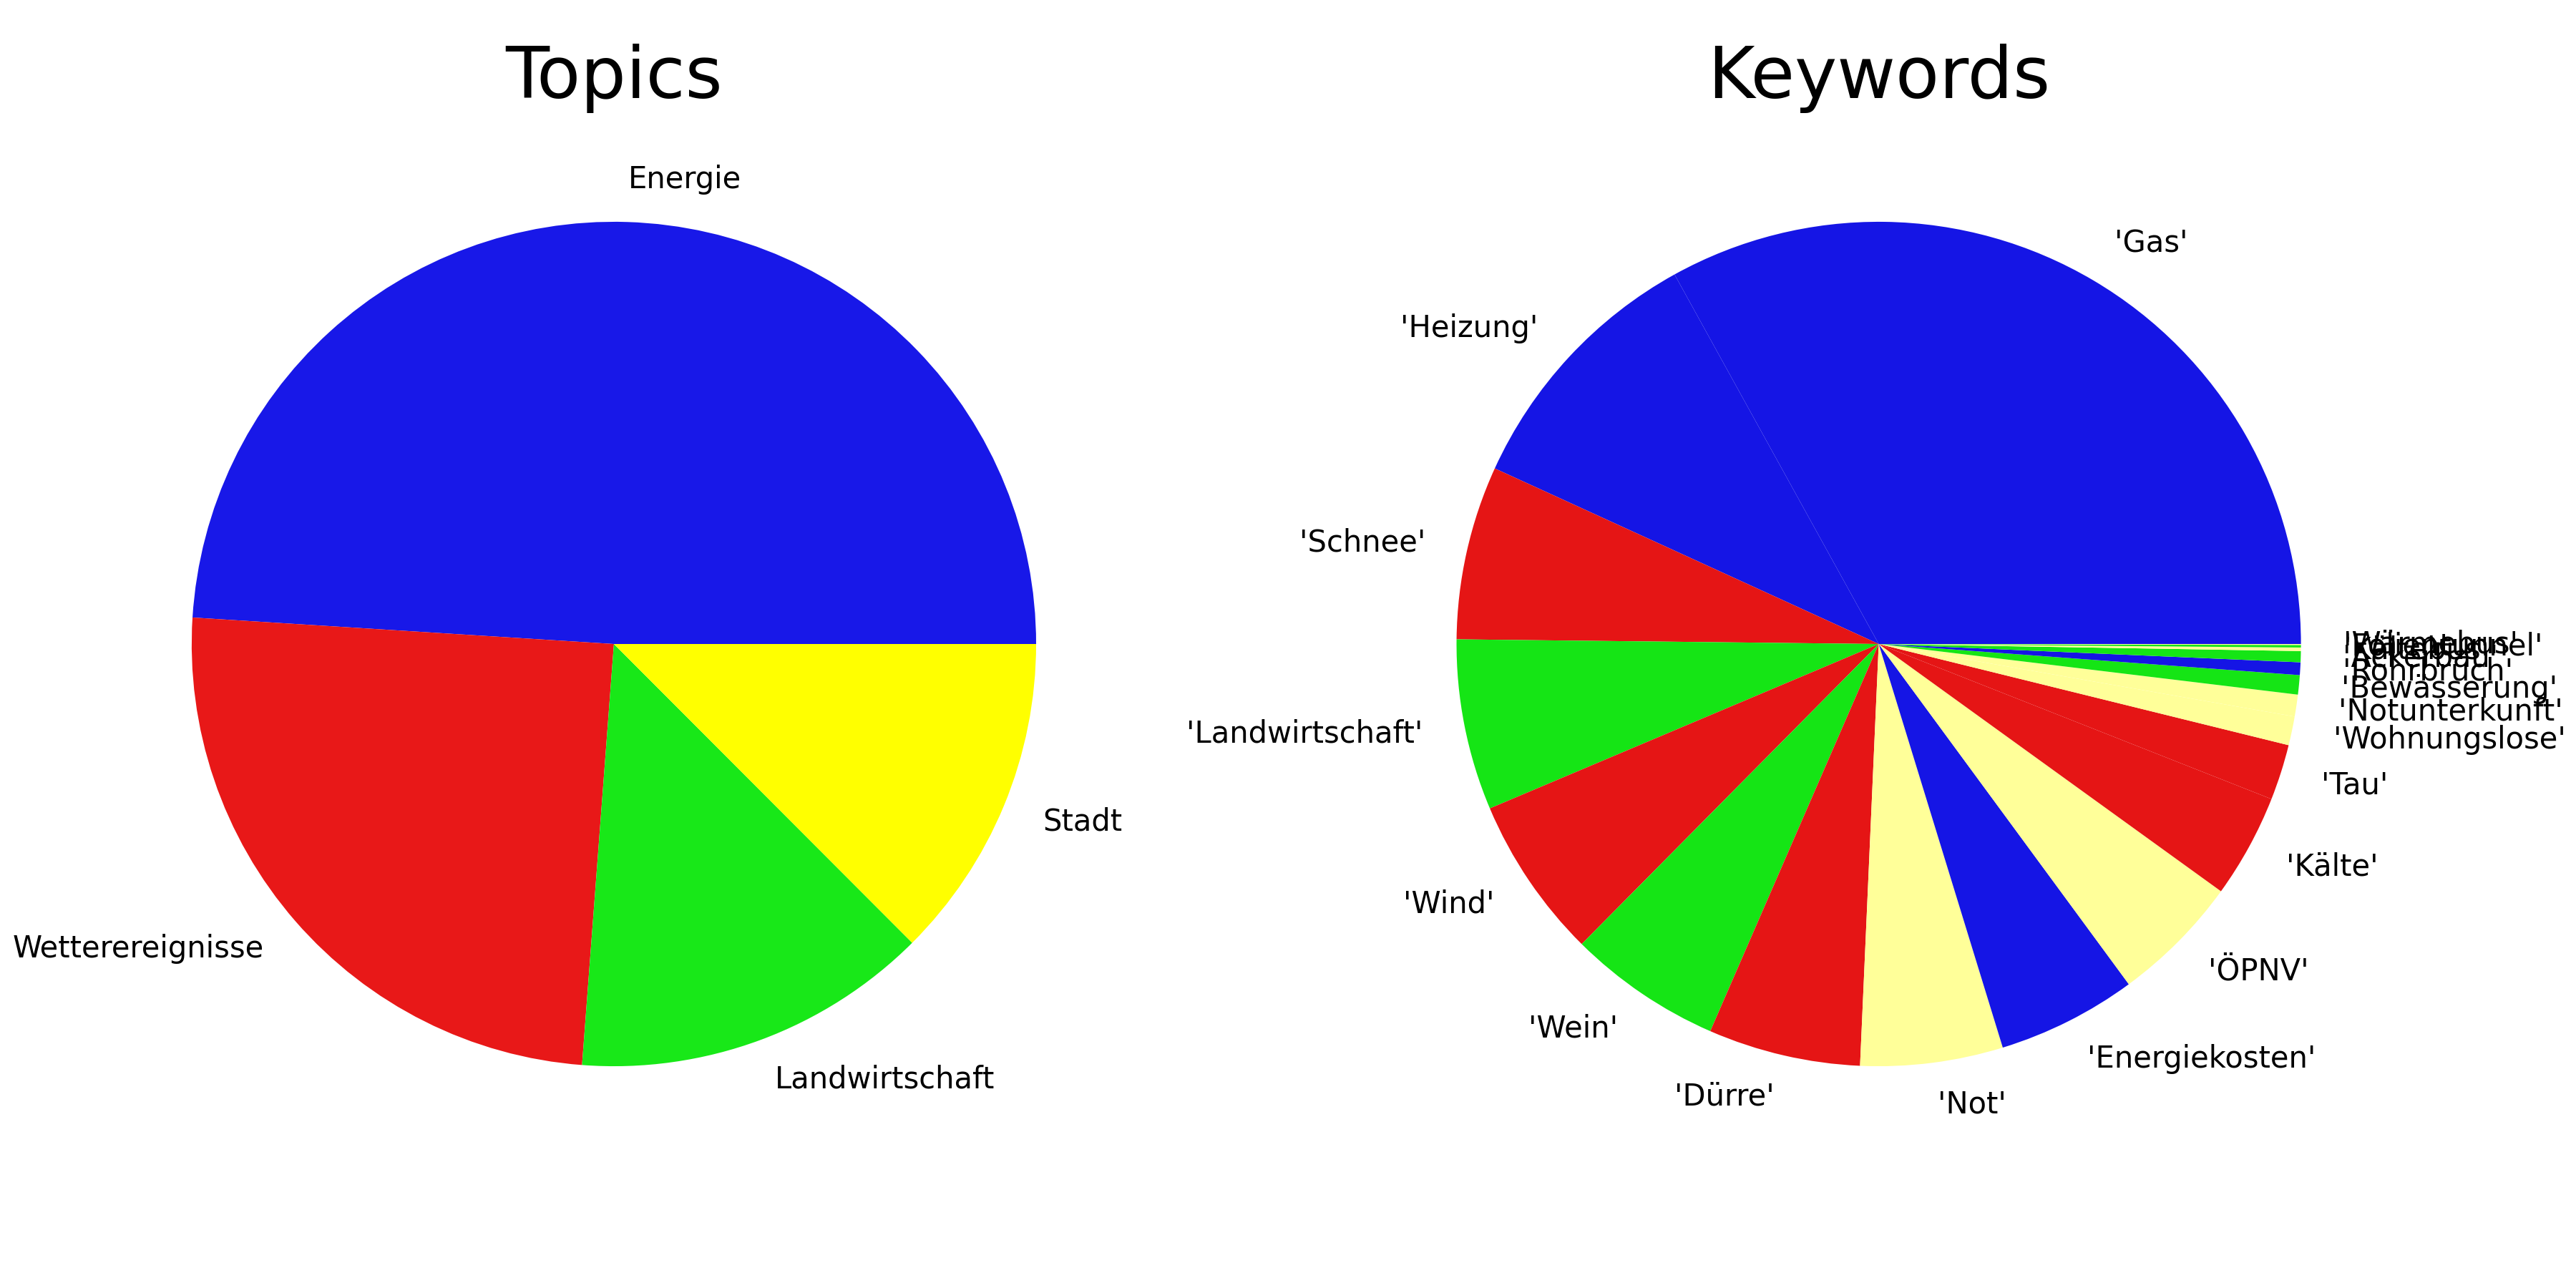 Topics
Keywords
Energie
Wetterereignisse
Landwirtschaft
Stadt
'Gas'
'Heizung'
'Schnee'
'Landwirtschaft'
'Wind'
'Wein'
'Dürre'
'Not'
'Energiekosten'
'ÖPNV'
'Kälte'
'Tau'
'Wohnungslose'
'Notunterkunft'
'Bewässerung'
'Rohrbruch'
'Ackerbau'